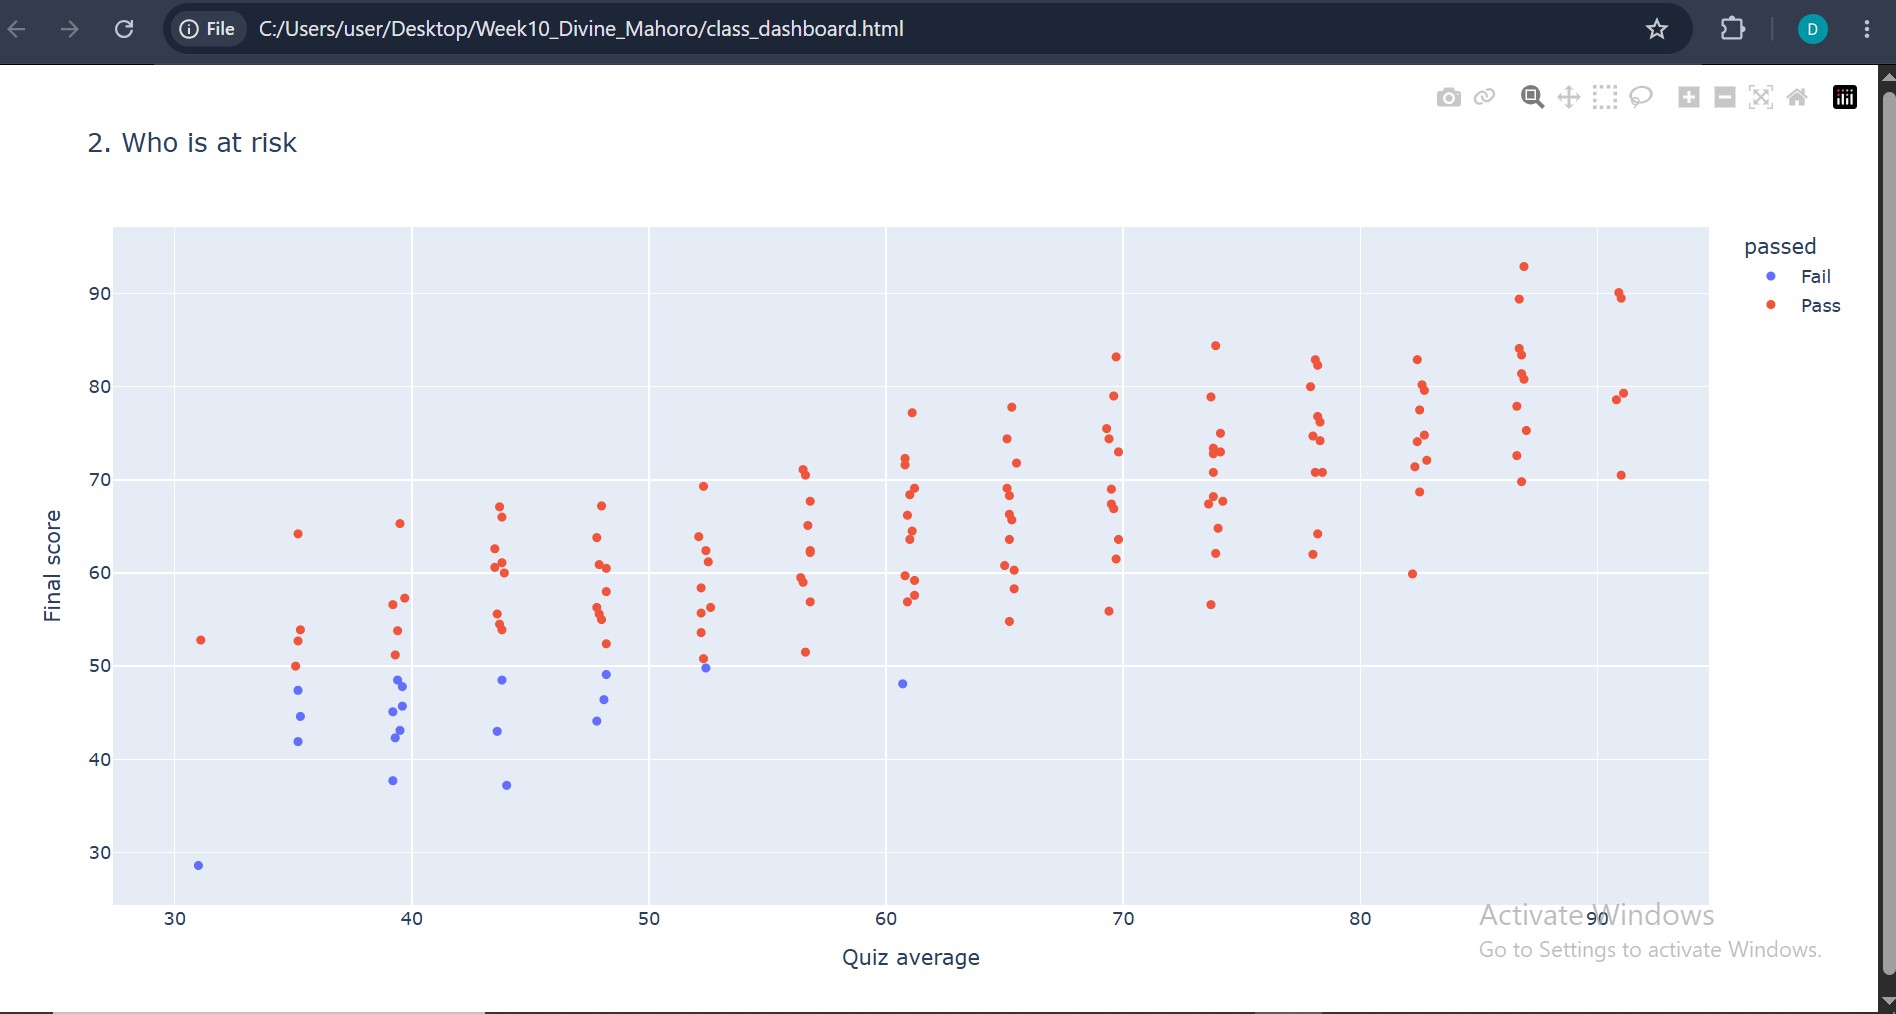 File
C:/Users/user/Desktop/Week10_Divine_Mahoro/class_dashboard.html
D
2. Who is at risk
passed
Fail
Pass
Final score
90
80
70
60
50
40
30
30
40
50
60
70
80
90
Quiz average
Activate Windows
Go to Settings to activate Windows.